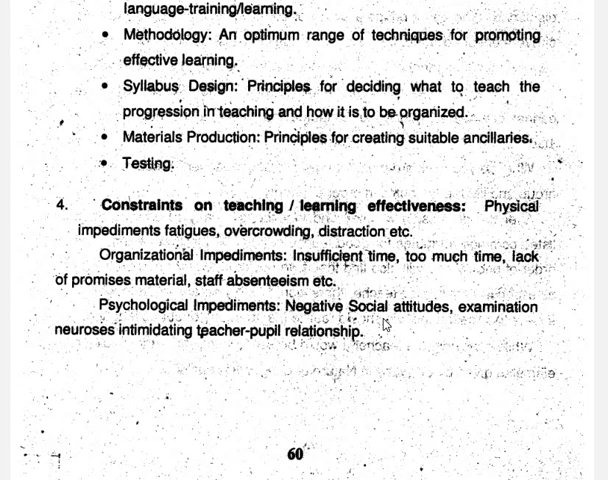 language-training/learning.
• Methodology: An optimum range of techniques for promoting
effective learning.
• Syllabus Design: Principles for deciding what to teach the
progression in teaching and how it is to be organized.
• Materials Production: Principles for creating suitable ancillaries.
• Testing.
4. Constraints on teaching / learning effectiveness: Physical
impediments fatigues, overcrowding, distraction etc.
Organizational Impediments: Insufficient time, too much time, lack
of promises material, staff absenteeism etc.
Psychological Impediments: Negative Social attitudes, examination
neuroses intimidating teacher-pupil relationship.
60